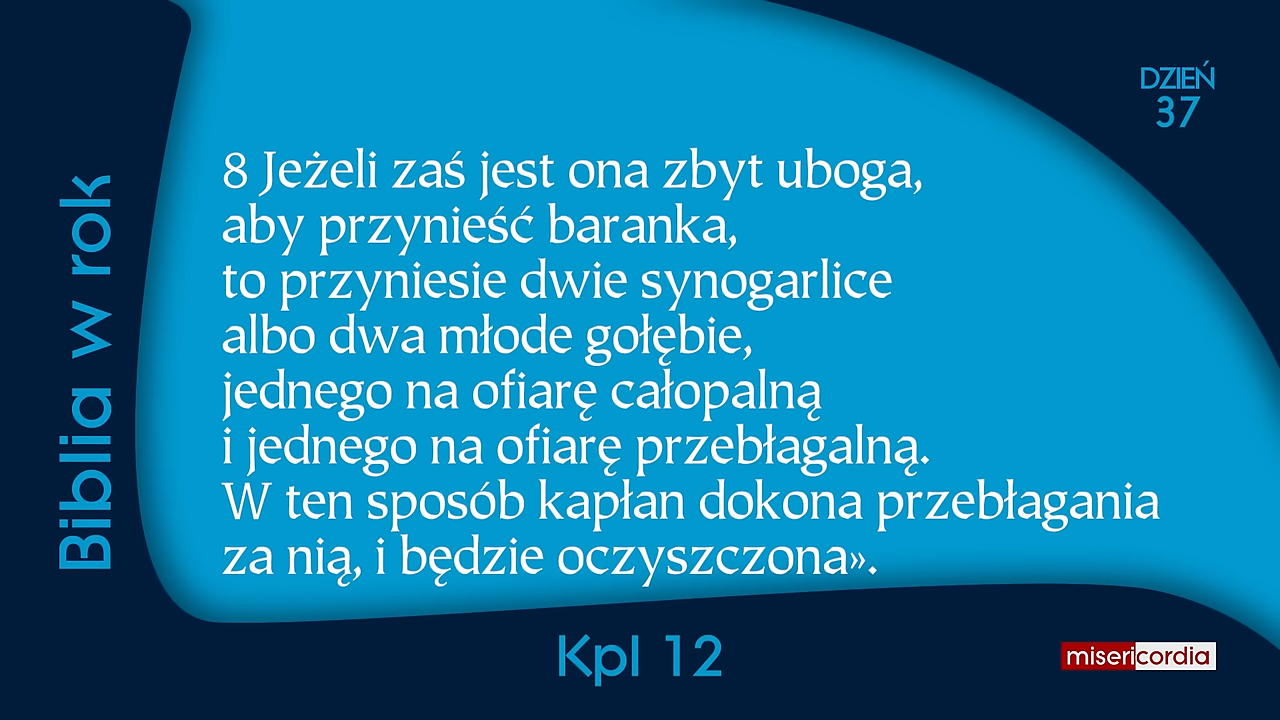 DZIEŃ
37
Biblia w rok
8 Jeżeli zaś jest ona zbyt uboga,
aby przynieść baranka,
to przyniesie dwie synogarlice
albo dwa młode gołębie,
jednego na ofiarę całopalną
i jednego na ofiarę przebłagalną.
W ten sposób kapłan dokona przebłagania
za nią, i będzie oczyszczona».
Kpl 12
misericordia